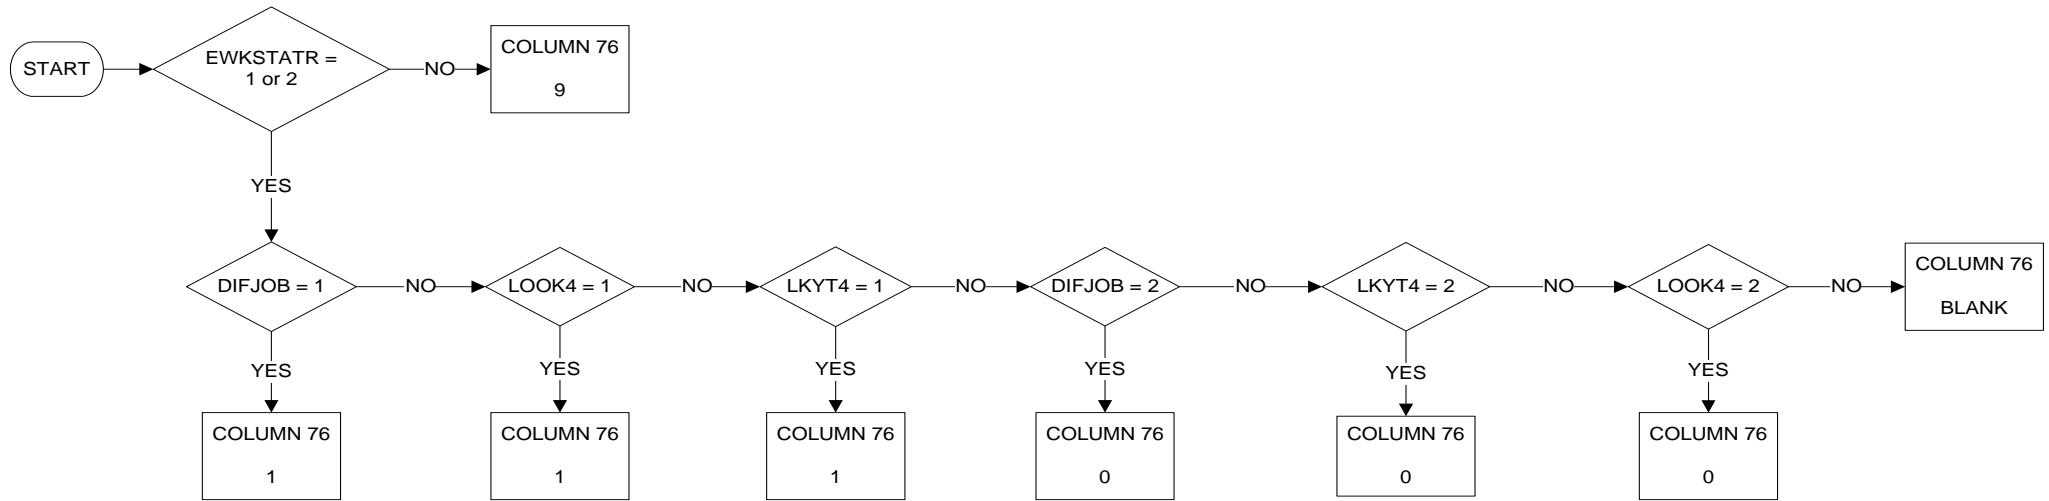 START
EWKSTATR =
1 or 2
NO
COLUMN 76
9
YES
DIFJOB = 1
NO
LOOK4 = 1
NO
LKYT4 = 1
NO
DIFJOB = 2
NO
LKYT4 = 2
NO
LOOK4 = 2
NO
COLUMN 76
BLANK
YES
YES
YES
YES
YES
YES
COLUMN 76
1
COLUMN 76
1
COLUMN 76
1
COLUMN 76
0
COLUMN 76
0
COLUMN 76
0